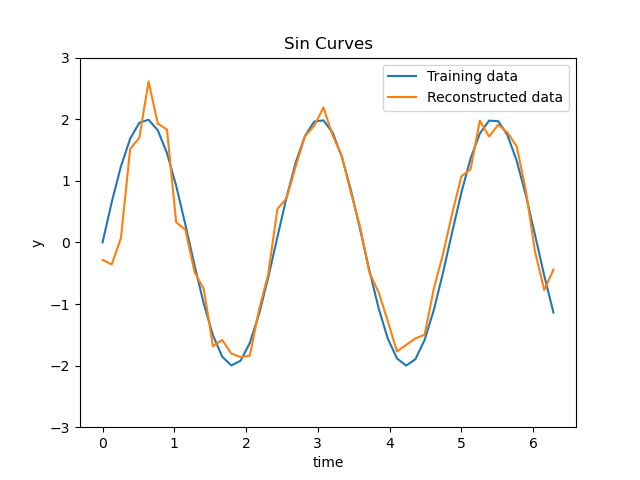 Sin Curves
Training data
Reconstructed data
3
2
1
0
−1
−2
−3
y
0 1 2 3 4 5 6
time